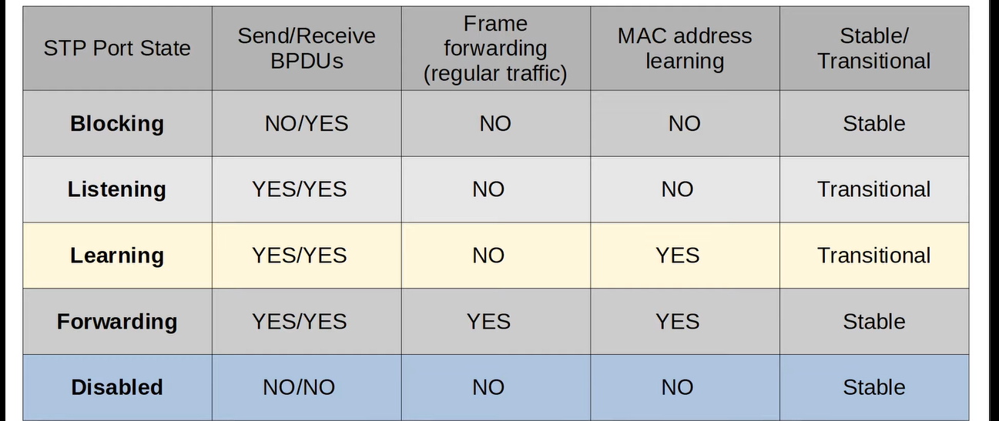 STP Port State
Send/Receive
BPDUs
Frame
forwarding
(regular traffic)
MAC address
learning
Stable/
Transitional
Blocking
NO/YES
NO
NO
Stable
Listening
YES/YES
NO
NO
Transitional
Learning
YES/YES
NO
YES
Transitional
Forwarding
YES/YES
YES
YES
Stable
Disabled
NO/NO
NO
NO
Stable